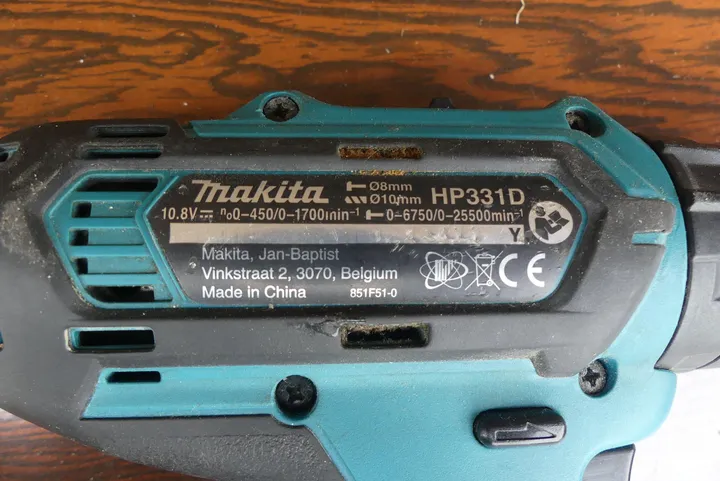 makita
Ø8mm
Ø10mm
HP331D
10.8V⎓ n₀0-450/0-1700min⁻¹ 0-6750/0-25500min⁻¹
Y
Makita, Jan-Baptist
Vinkstraat 2, 3070, Belgium
Made in China 851F51-0
CE